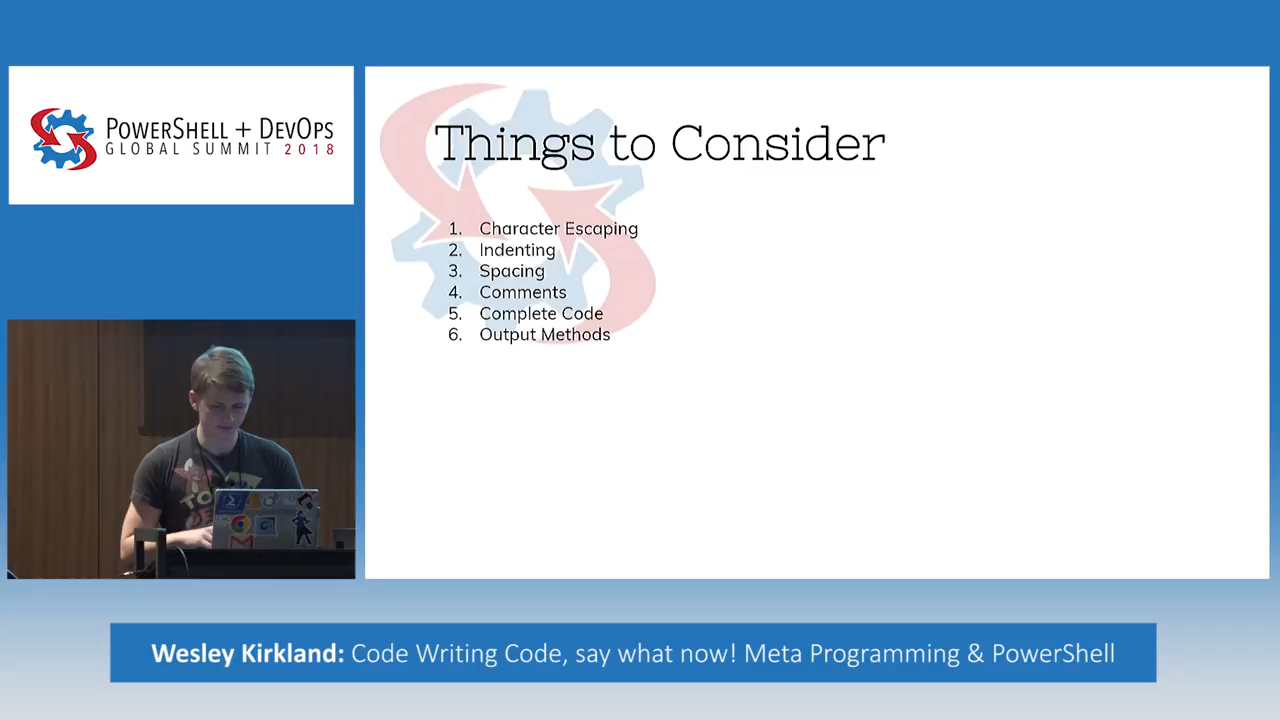 POWERSHELL + DEVOPS
GLOBAL SUMMIT 2018
Things to Consider
1. Character Escaping
2. Indenting
3. Spacing
4. Comments
5. Complete Code
6. Output Methods
Wesley Kirkland: Code Writing Code, say what now! Meta Programming & PowerShell